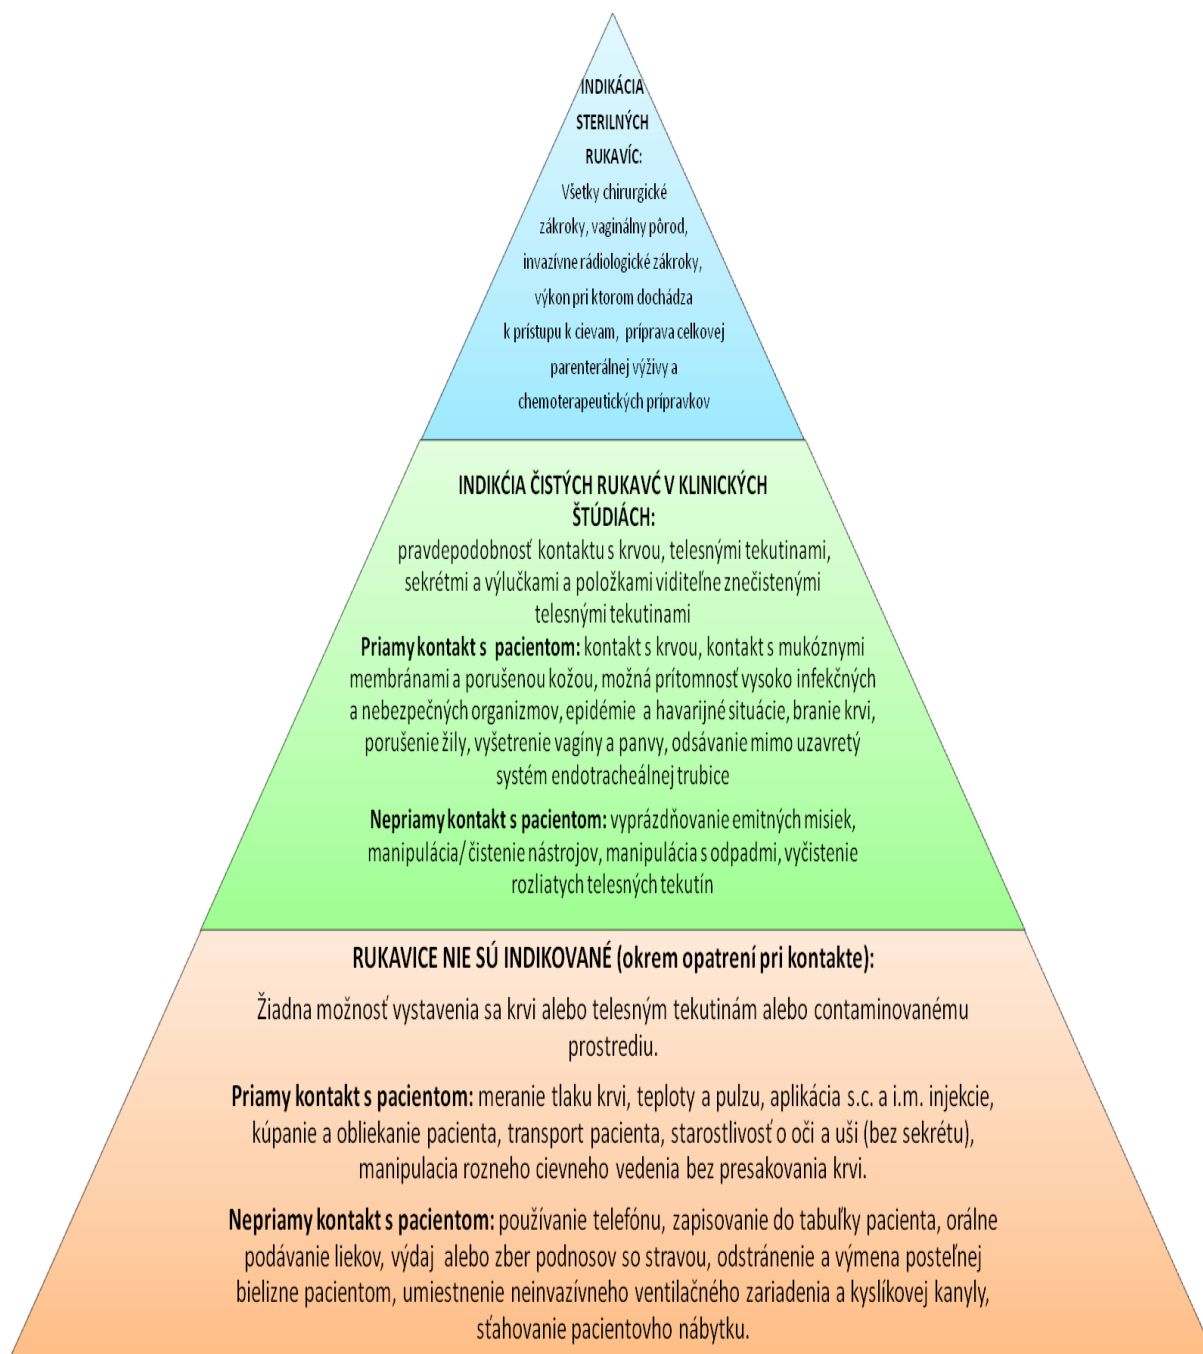 INDIKÁCIA
STERILNÝCH
RUKAVÍC:
Všetky chirurgické
zákroky, vaginálny pôrod,
invazívne rádiologické zákroky,
výkon pri ktorom dochádza
k prístupu k cievam, príprava celkovej
parenterálnej výživy a
chemoterapeutických prípravkov
INDIKĆIA ČISTÝCH RUKAVĆ V KLINICKÝCH
ŠTÚDIÁCH:
pravdepodobnosť kontaktu s krvou, telesnými tekutinami,
sekrétmi a výlučkami a položkami viditeľne znečistenými
telesnými tekutinami
Priamy kontakt s pacientom: kontakt s krvou, kontakt s mukóznymi
membránami a porušenou kožou, možná prítomnosť vysoko infekčných
a nebezpečných organizmov, epidémie a havarijné situácie, branie krvi,
porušenie žily, vyšetrenie vagíny a panvy, odsávanie mimo uzavretý
systém endotracheálnej trubice
Nepriamy kontakt s pacientom: vyprázdňovanie emitných misiek,
manipulácia/ čistenie nástrojov, manipulácia s odpadmi, vyčistenie
rozliatych telesných tekutín
RUKAVICE NIE SÚ INDIKOVANÉ (okrem opatrení pri kontakte):
Žiadna možnosť vystavenia sa krvi alebo telesným tekutinám alebo contaminovanému
prostrediu.
Priamy kontakt s pacientom: meranie tlaku krvi, teploty a pulzu, aplikácia s.c. a i.m. injekcie,
kúpanie a obliekanie pacienta, transport pacienta, starostlivosť o oči a uši (bez sekrétu),
manipulacia rozneho cievneho vedenia bez presakovania krvi.
Nepriamy kontakt s pacientom: používanie telefónu, zapisovanie do tabuľky pacienta, orálne
podávanie liekov, výdaj alebo zber podnosov so stravou, odstránenie a výmena posteľnej
bielizne pacientom, umiestnenie neinvazívneho ventilačného zariadenia a kyslíkovej kanyly,
sťahovanie pacientovho nábytku.